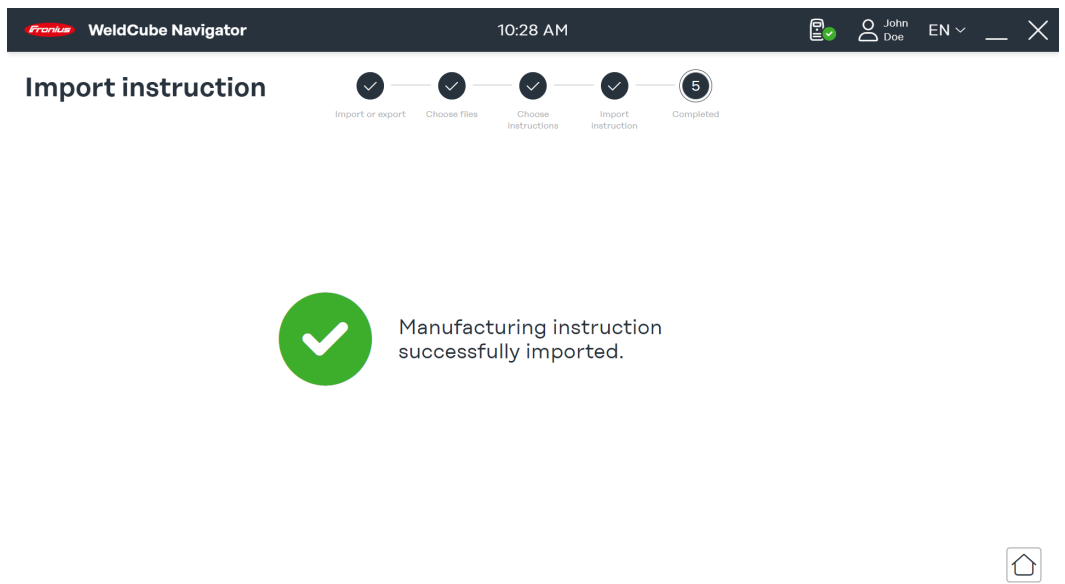 Fronius WeldCube Navigator 10:28 AM John Doe EN
Import instruction
5
Import or export Choose files Choose instructions Import instruction Completed
Manufacturing instruction
successfully imported.